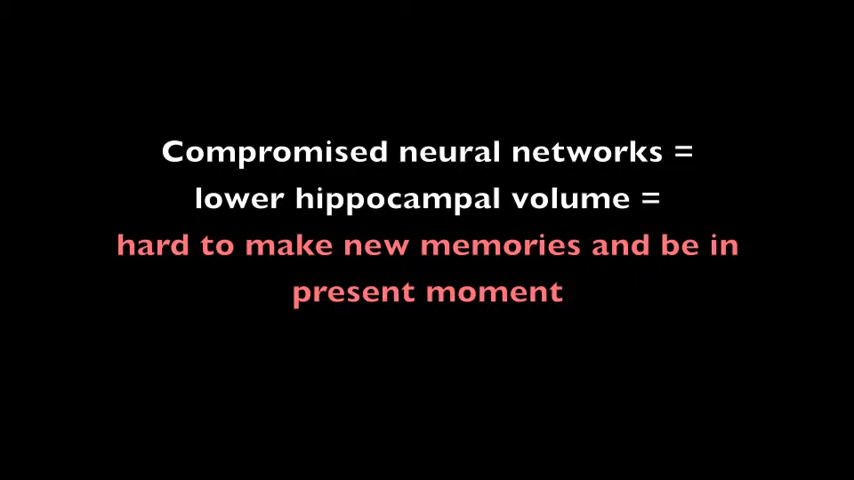 Compromised neural networks =
lower hippocampal volume =
hard to make new memories and be in
present moment